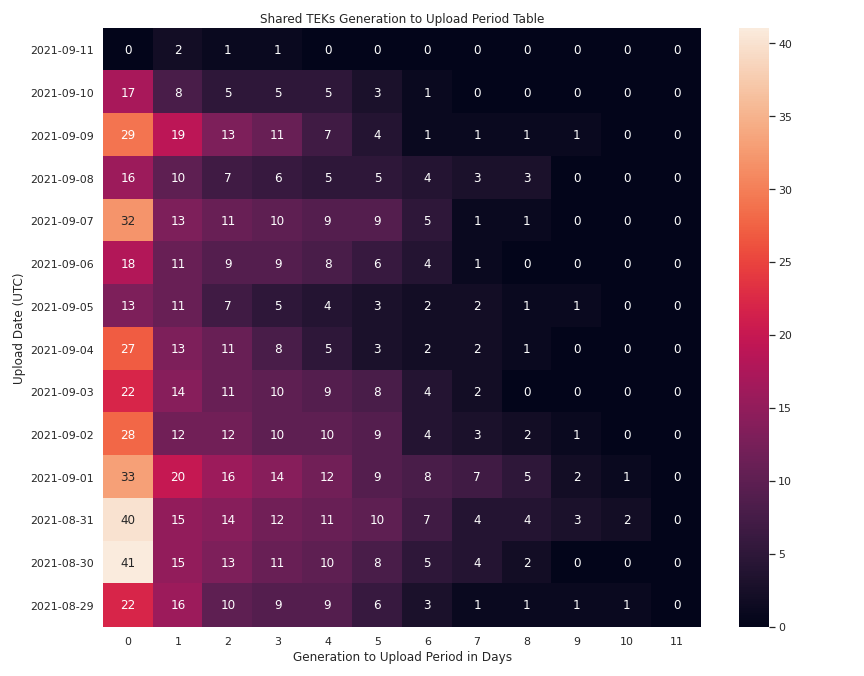 Shared TEKs Generation to Upload Period Table
Upload Date (UTC)
2021-09-11 0 2 1 1 0 0 0 0 0 0 0 0
2021-09-10 17 8 5 5 5 3 1 0 0 0 0 0
2021-09-09 29 19 13 11 7 4 1 1 1 1 0 0
2021-09-08 16 10 7 6 5 5 4 3 3 0 0 0
2021-09-07 32 13 11 10 9 9 5 1 1 0 0 0
2021-09-06 18 11 9 9 8 6 4 1 0 0 0 0
2021-09-05 13 11 7 5 4 3 2 2 1 1 0 0
2021-09-04 27 13 11 8 5 3 2 2 1 0 0 0
2021-09-03 22 14 11 10 9 8 4 2 0 0 0 0
2021-09-02 28 12 12 10 10 9 4 3 2 1 0 0
2021-09-01 33 20 16 14 12 9 8 7 5 2 1 0
2021-08-31 40 15 14 12 11 10 7 4 4 3 2 0
2021-08-30 41 15 13 11 10 8 5 4 2 0 0 0
2021-08-29 22 16 10 9 9 6 3 1 1 1 1 0
0 1 2 3 4 5 6 7 8 9 10 11
Generation to Upload Period in Days
40
35
30
25
20
15
10
5
0